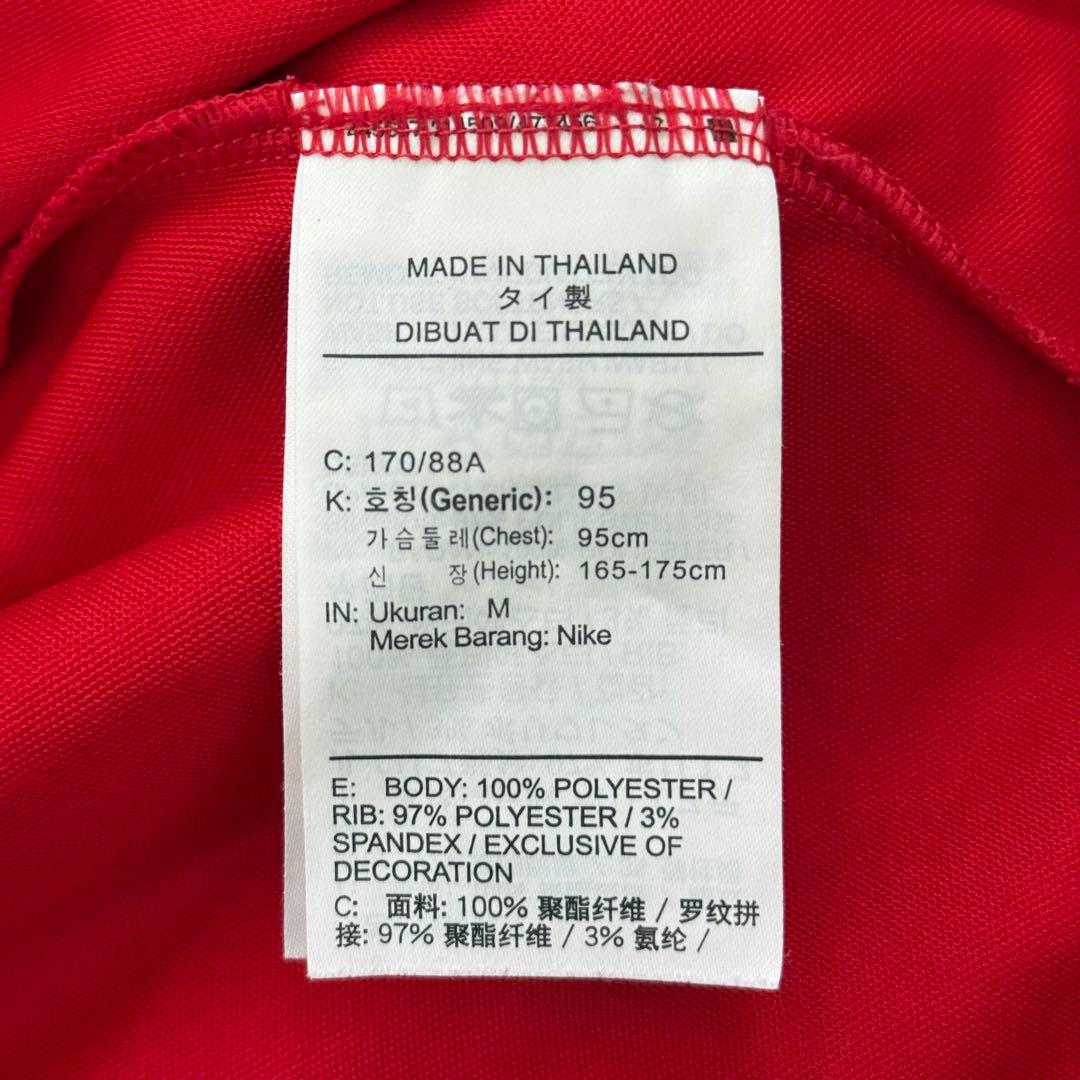 MADE IN THAILAND
タイ製
DIBUAT DI THAILAND
C: 170/88A
K: 호칭(Generic): 95
가슴둘레(Chest): 95cm
신 장(Height): 165-175cm
IN: Ukuran: M
Merek Barang: Nike
E: BODY: 100% POLYESTER /
RIB: 97% POLYESTER / 3%
SPANDEX / EXCLUSIVE OF
DECORATION
C: 面料: 100% 聚酯纤维 / 罗纹拼
接: 97% 聚酯纤维 / 3% 氨纶 /